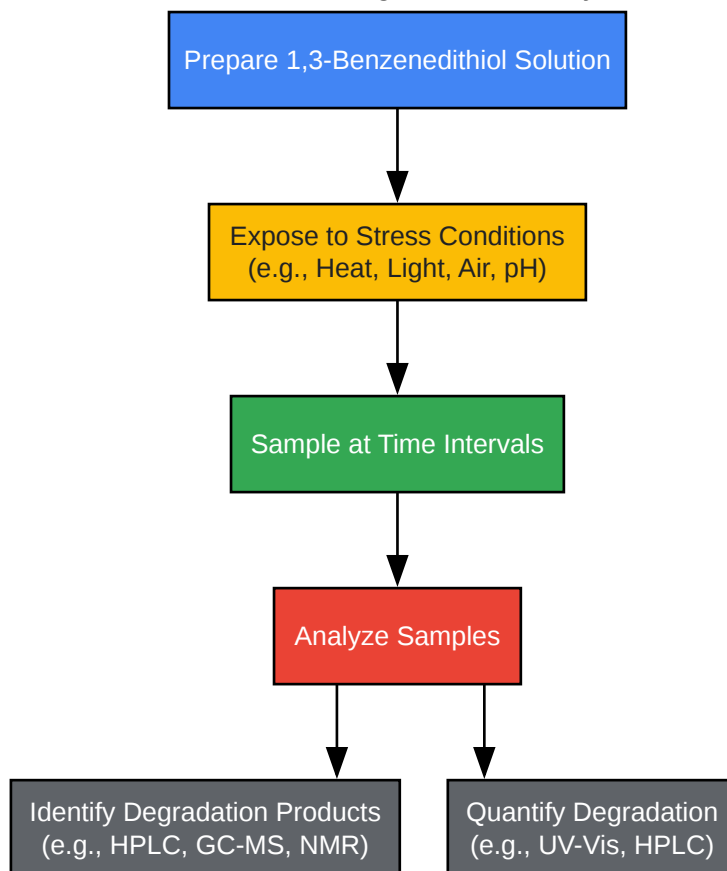 Prepare 1,3-Benzenedithiol Solution
Expose to Stress Conditions
(e.g., Heat, Light, Air, pH)
Sample at Time Intervals
Analyze Samples
Identify Degradation Products
(e.g., HPLC, GC-MS, NMR)
Quantify Degradation
(e.g., UV-Vis, HPLC)